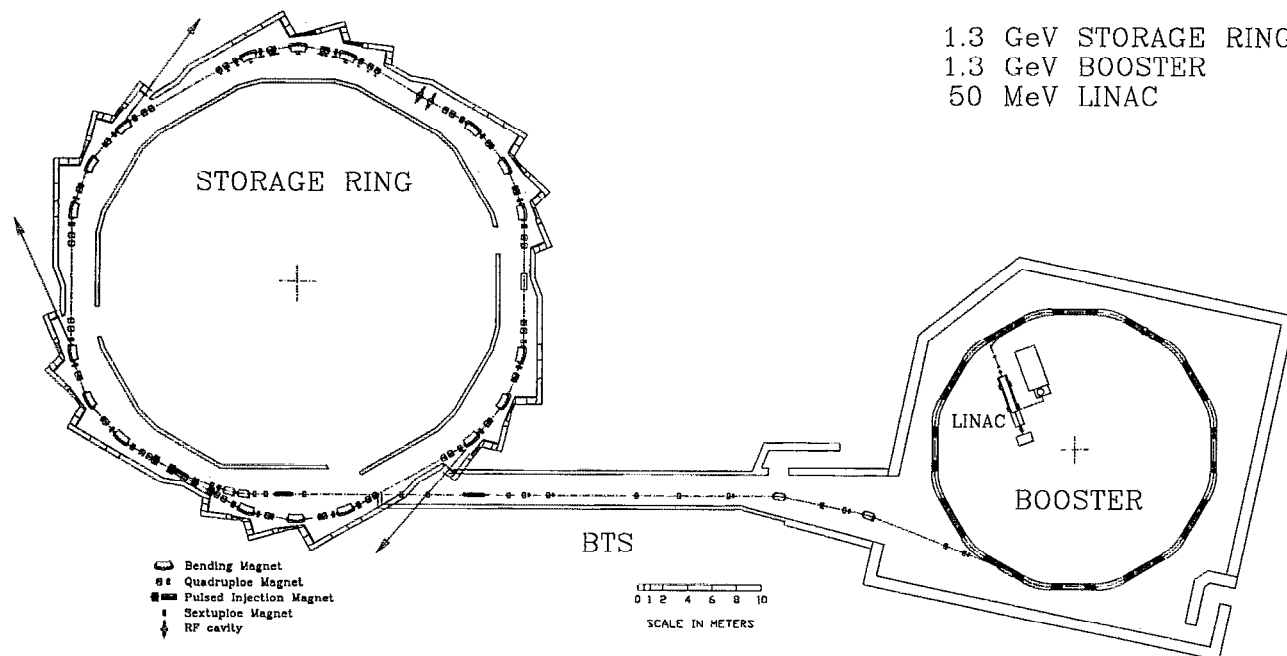 1.3 GeV STORAGE RING
1.3 GeV BOOSTER
50 MeV LINAC
STORAGE RING
LINAC
BOOSTER
BTS
Bending Magnet
Quadruploe Magnet
Pulsed Injection Magnet
Sextuploe Magnet
RF cavity
0 1 2 4 6 8 10
SCALE IN METERS